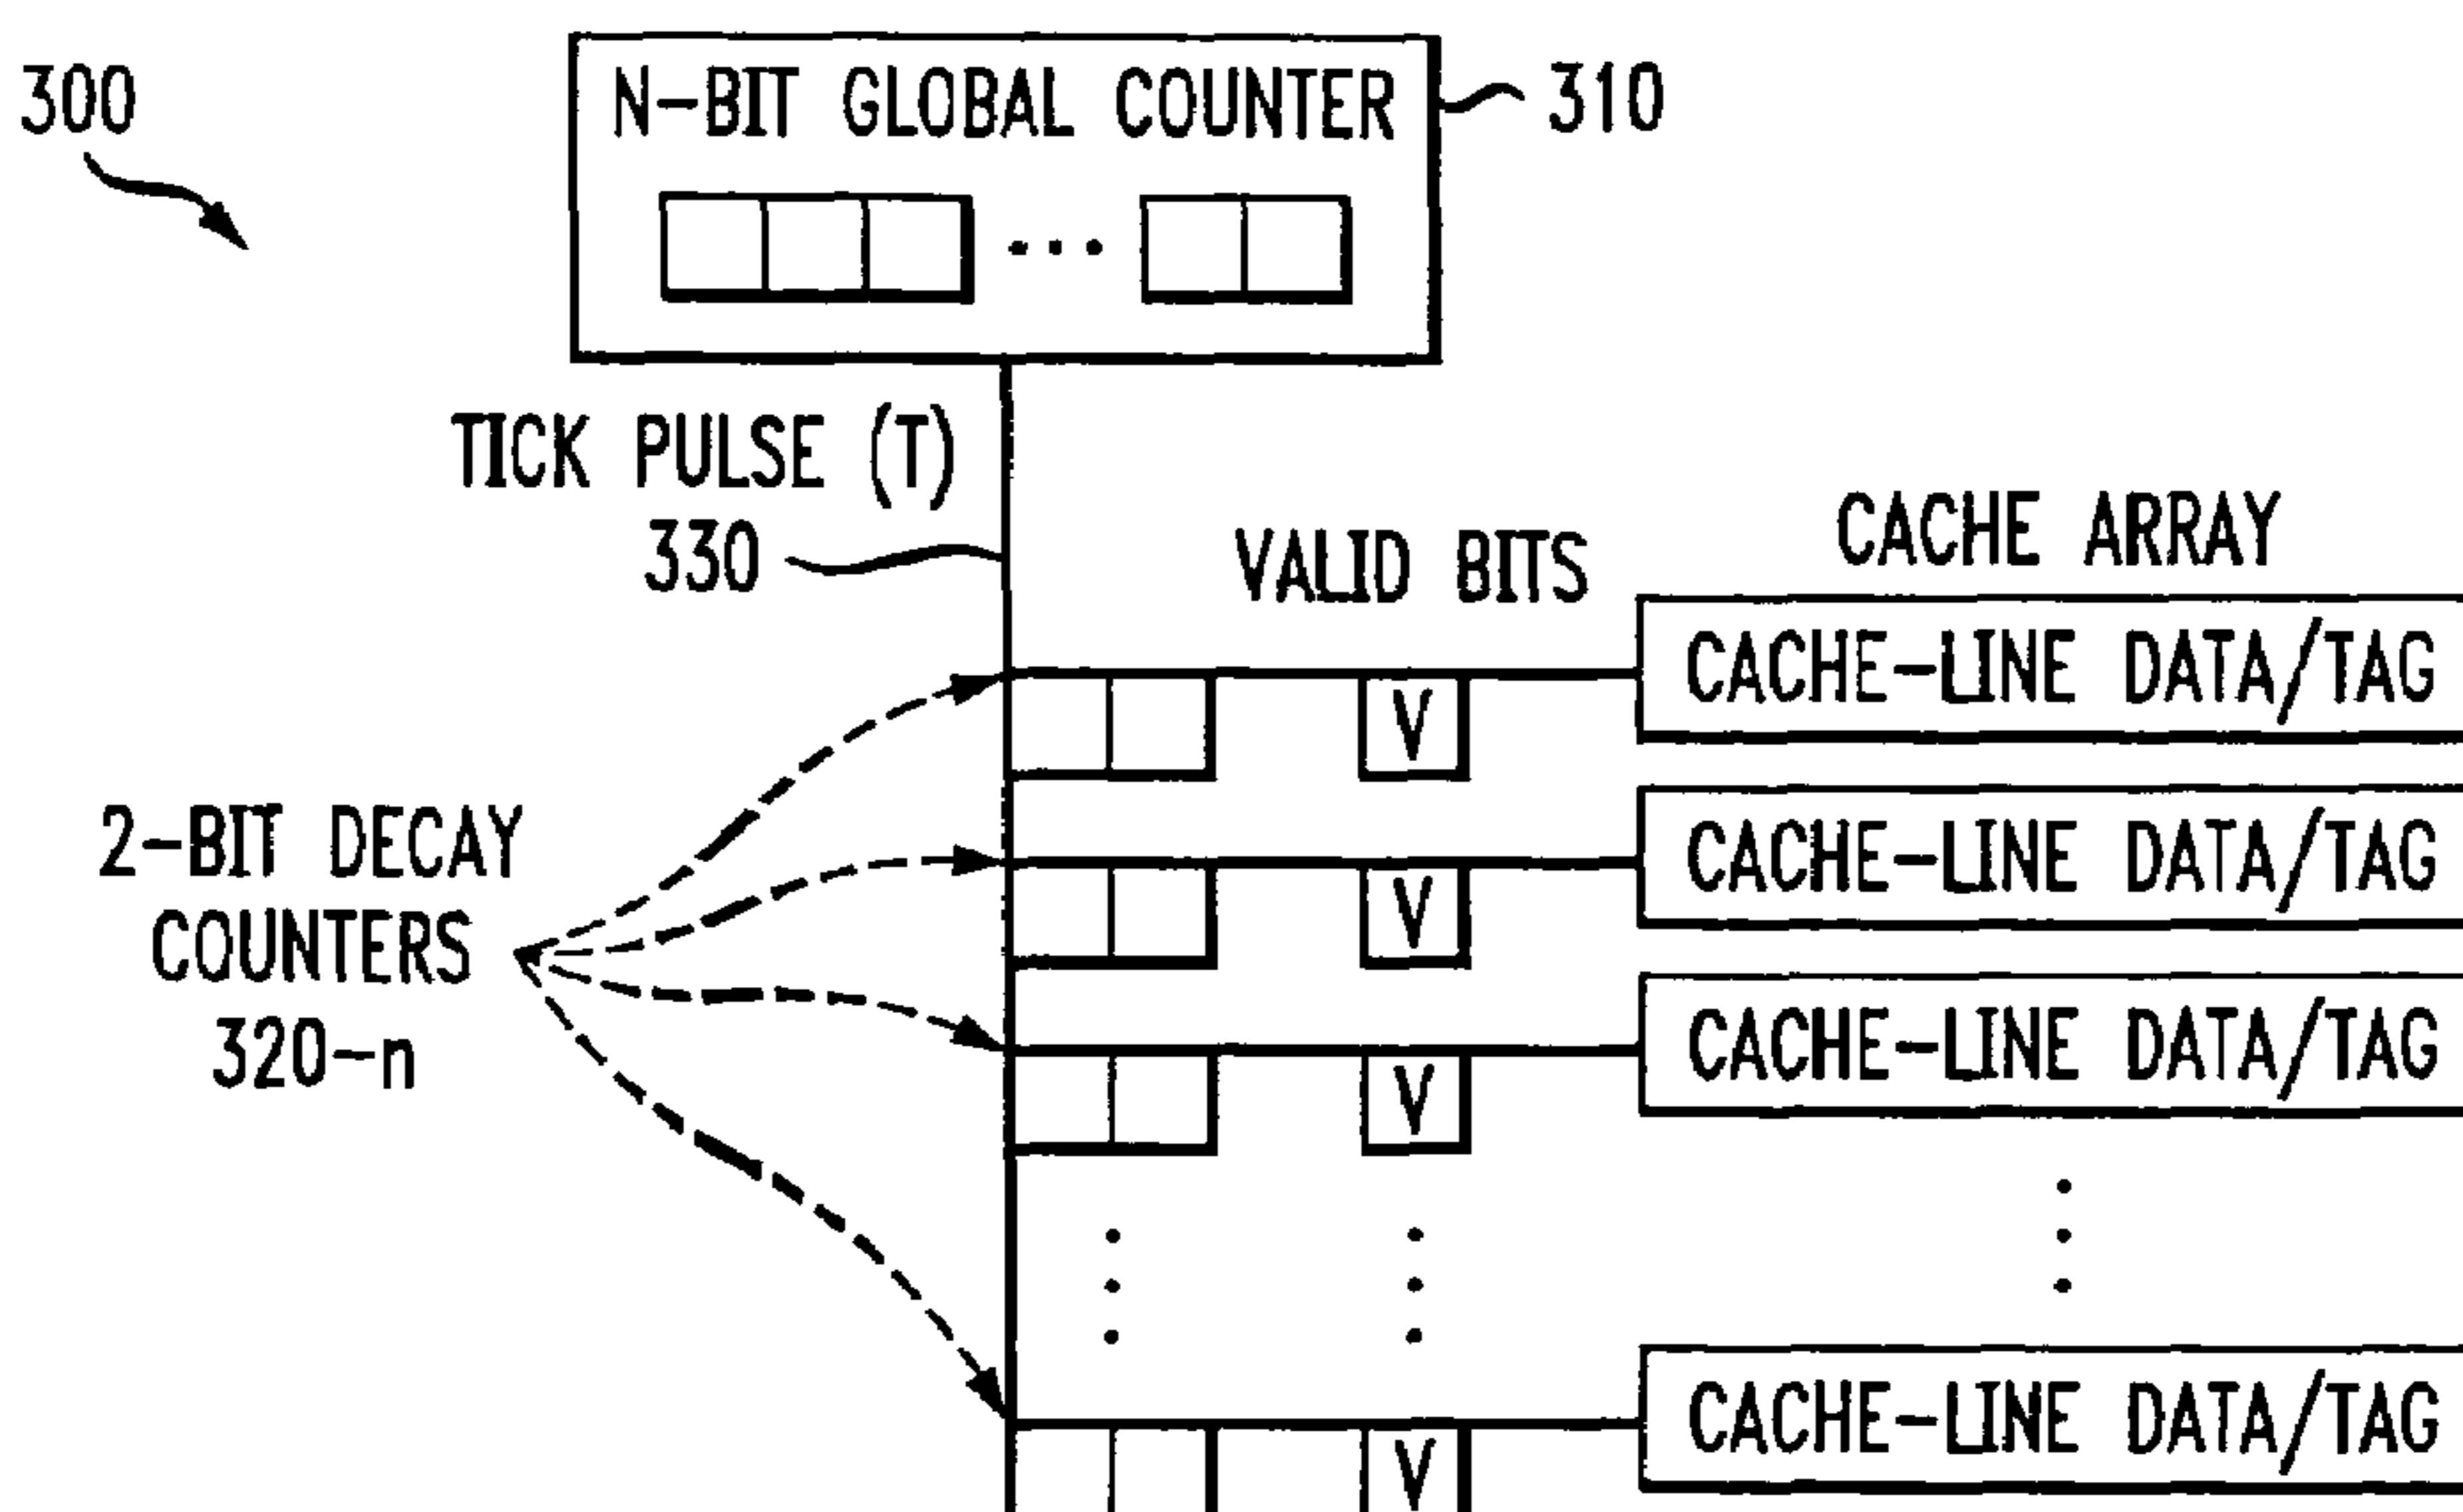 300
N-BIT GLOBAL COUNTER
310
TICK PULSE (T)
330
VALID BITS
CACHE ARRAY
V
CACHE-LINE DATA/TAG
2-BIT DECAY
COUNTERS
320-n
V
CACHE-LINE DATA/TAG
V
CACHE-LINE DATA/TAG
V
CACHE-LINE DATA/TAG